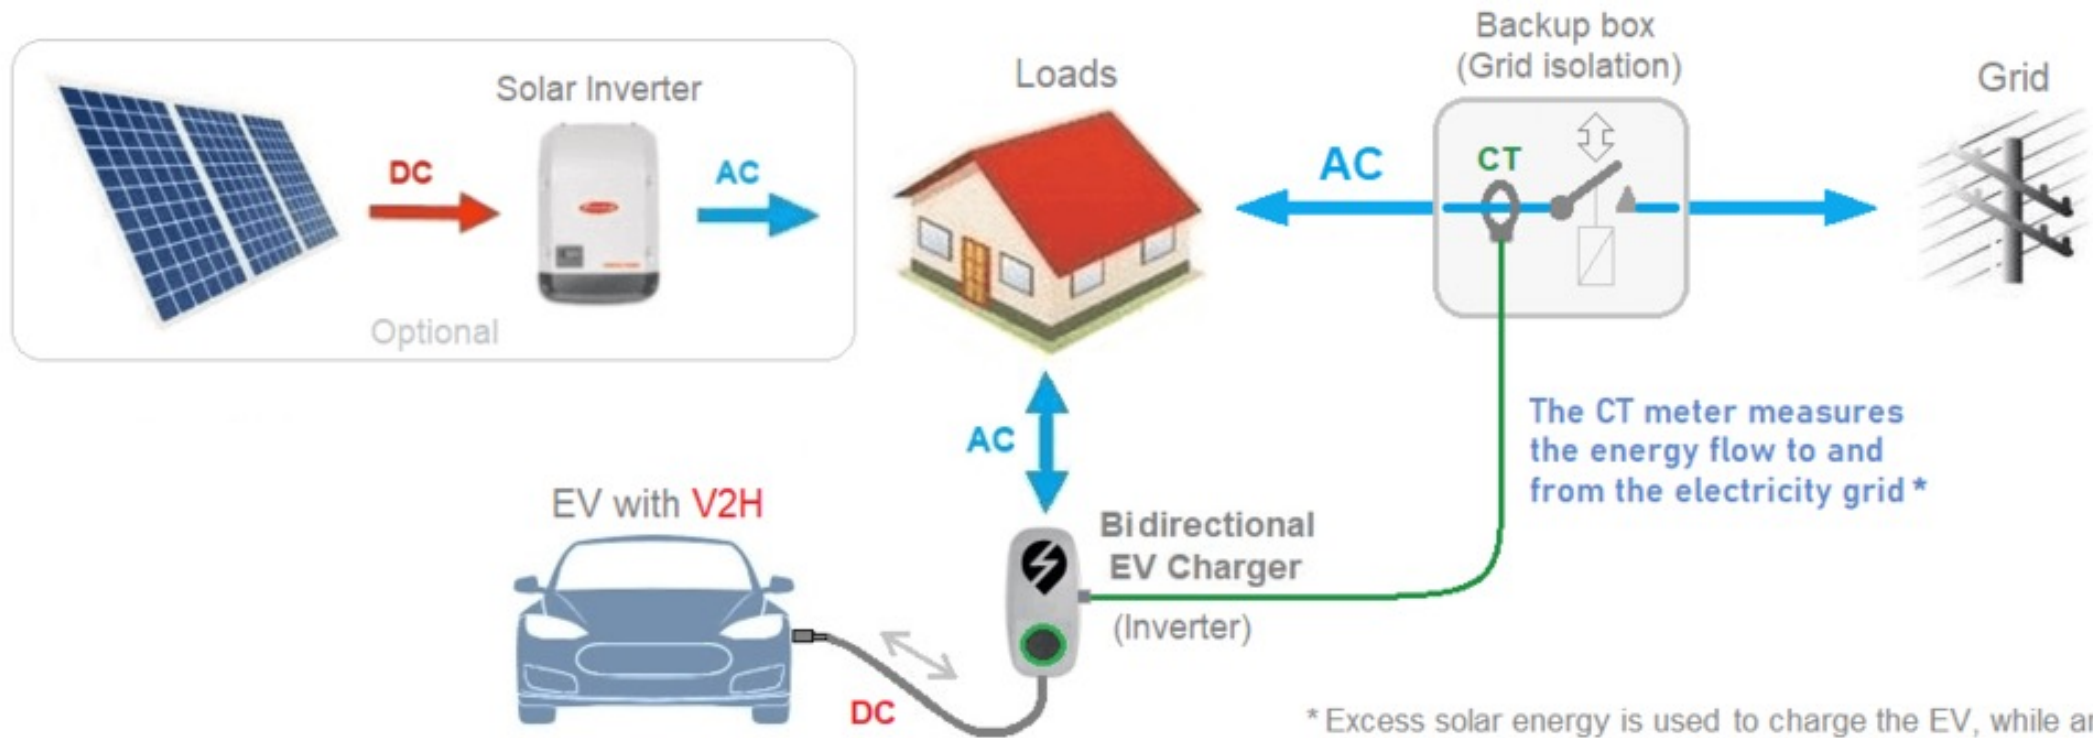 Backup box
(Grid isolation)
Solar Inverter
Loads
Grid
DC
AC
AC
CT
Optional
The CT meter measures
the energy flow to and
from the electricity grid *
AC
EV with V2H
Bidirectional
EV Charger
(Inverter)
DC
* Excess solar energy is used to charge the EV, while